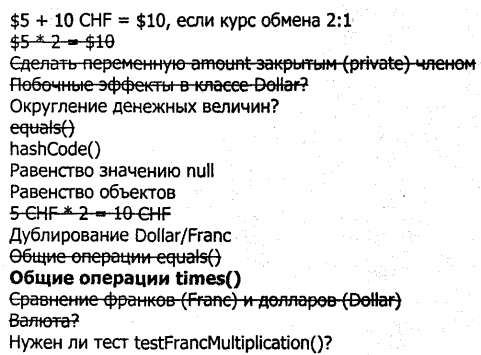 $5 + 10 CHF = $10, если курс обмена 2:1
$5 * 2 = $10
Сделать переменную amount закрытым (private) членом
Побочные эффекты в классе Dollar?
Округление денежных величин?
equals()
hashCode()
Равенство значению null
Равенство объектов
5 CHF * 2 = 10 CHF
Дублирование Dollar/Franc
Общие операции equals()
Общие операции times()
Сравнение франков (Franc) и долларов (Dollar)
Валюта?
Нужен ли тест testFrancMultiplication()?